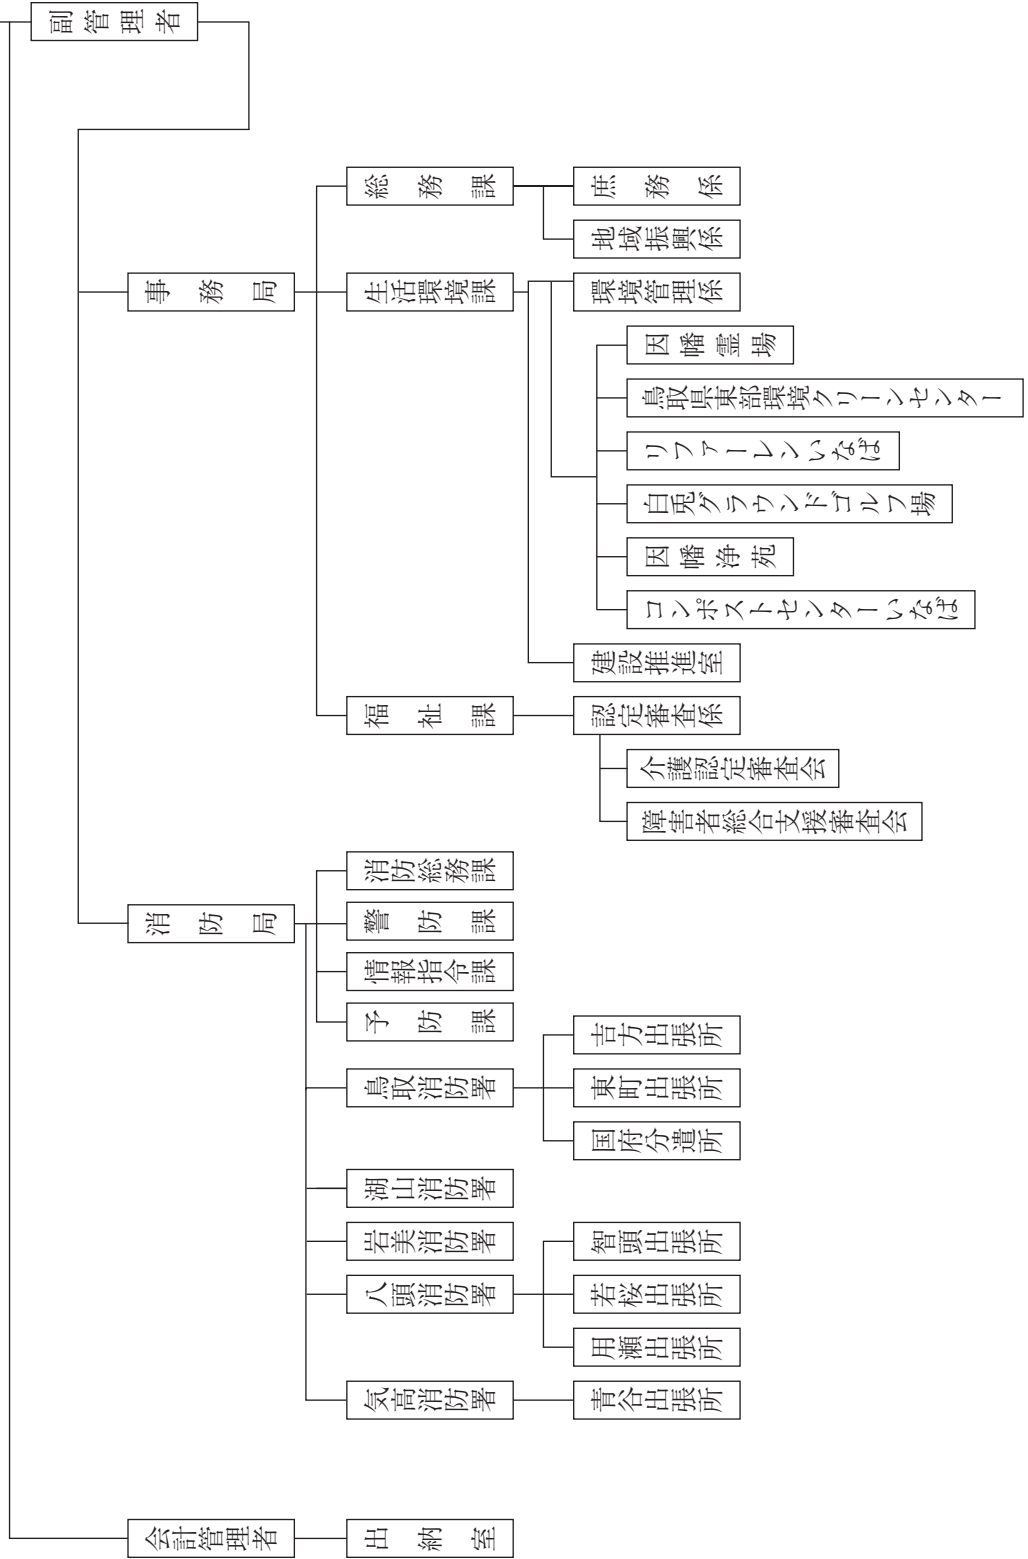 副管理者
事務局
総務課
庶務係
地域振興係
生活環境課
環境管理係
因幡霊場
鳥取県東部環境クリーンセンター
リファーレンいなば
白兎グラウンドゴルフ場
因幡浄苑
コンポストセンターいなば
建設推進室
福祉課
認定審査係
介護認定審査会
障害者総合支援審査会
消防局
消防総務課
警防課
情報指令課
予防課
鳥取消防署
吉方出張所
東町出張所
国府分遣所
湖山消防署
岩美消防署
八頭消防署
智頭出張所
若桜出張所
用瀬出張所
気高消防署
青谷出張所
会計管理者
出納室